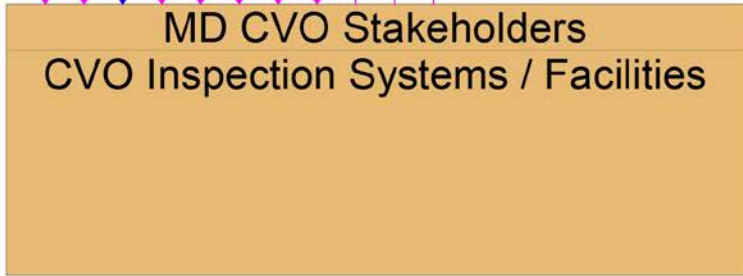 MD CVO Stakeholders
CVO Inspection Systems / Facilities